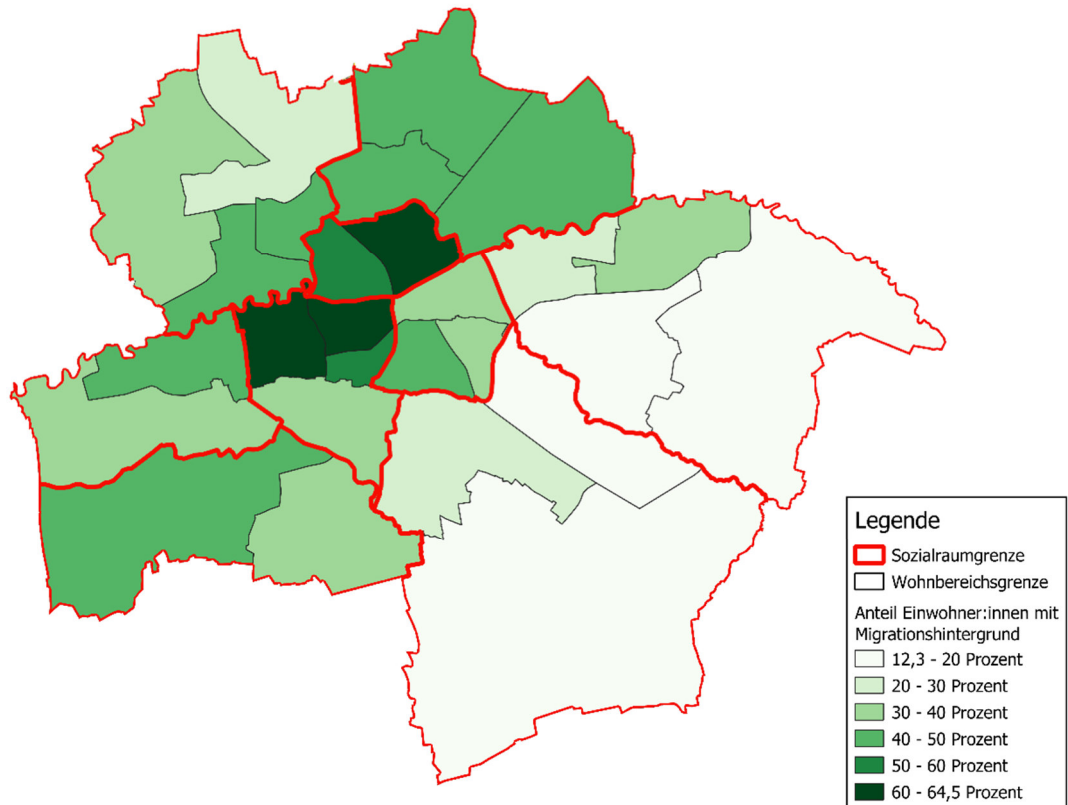 Legende
Sozialraumgrenze
Wohnbereichsgrenze
Anteil Einwohner:innen mit
Migrationshintergrund
12,3 - 20 Prozent
20 - 30 Prozent
30 - 40 Prozent
40 - 50 Prozent
50 - 60 Prozent
60 - 64,5 Prozent